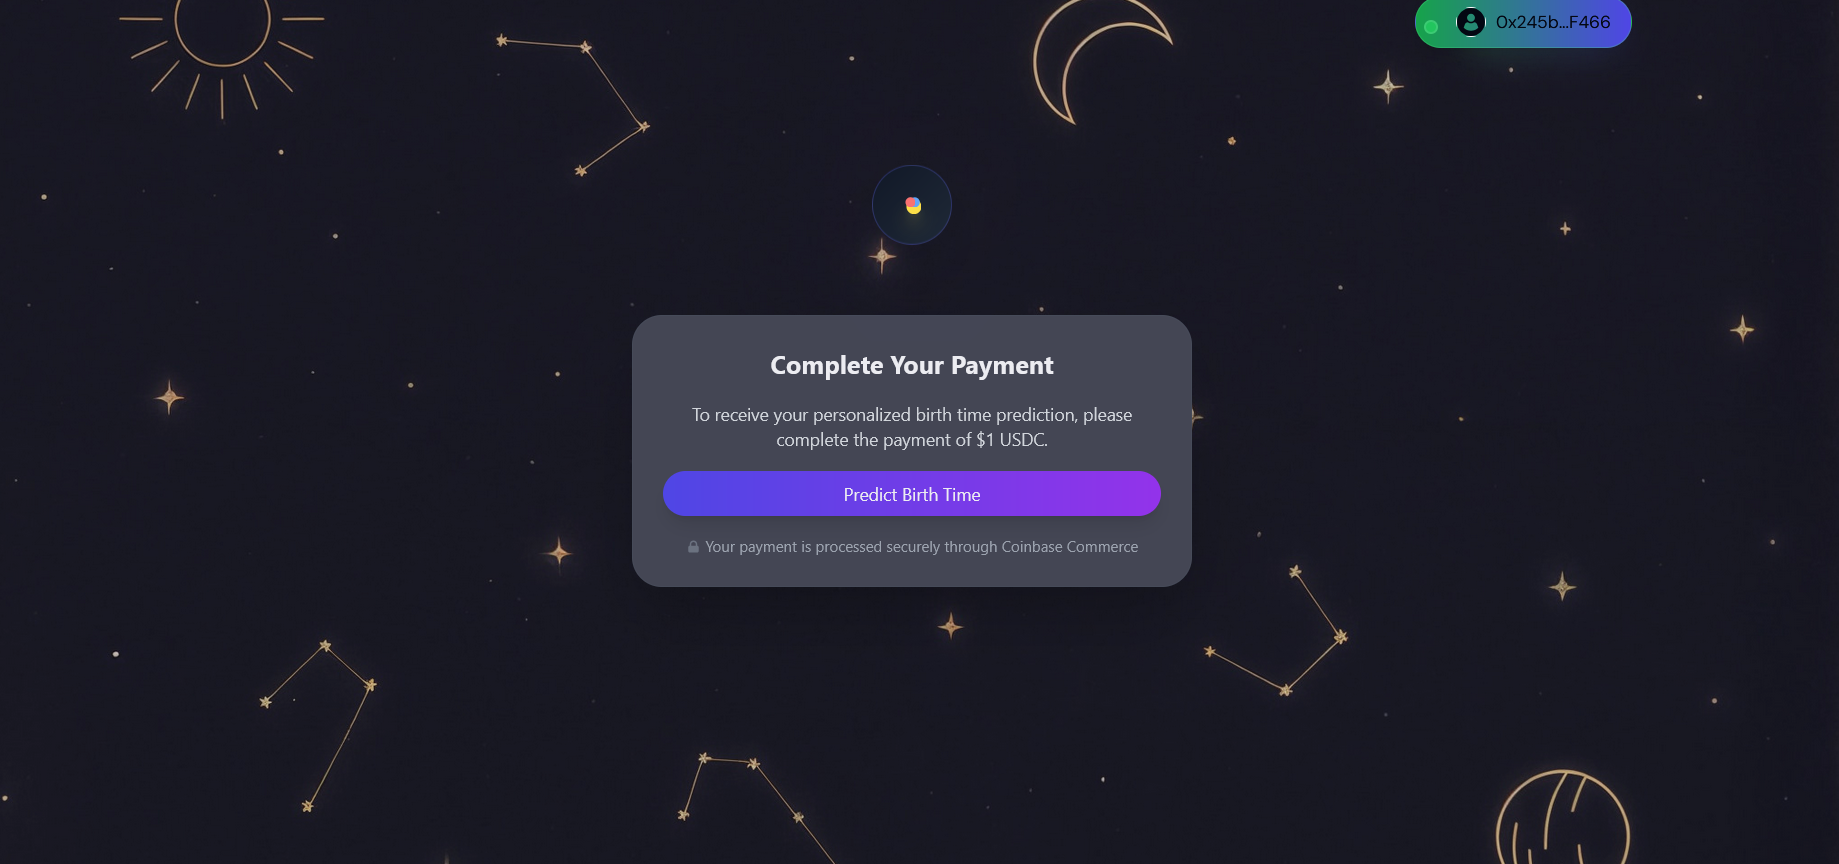 0x245b...F466
Complete Your Payment
To receive your personalized birth time prediction, please
complete the payment of $1 USDC.
Predict Birth Time
Your payment is processed securely through Coinbase Commerce